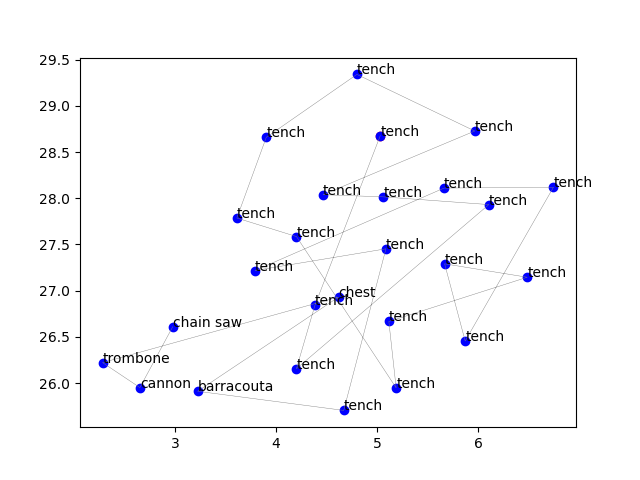 29.5
tench
29.0
tench
tench
tench
28.5
tench
tench
tench
tench
28.0
tench
tench
tench
27.5
tench
tench
tench
tench
27.0
chest
tench
tench
chain saw
26.5
tench
trombone
tench
26.0
cannon
barracouta
tench
tench
3
4
5
6